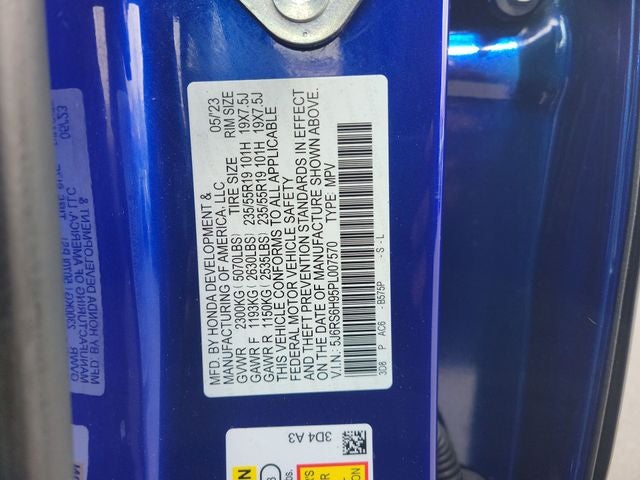 MFD. BY HONDA DEVELOPMENT & 05/'23
MANUFACTURING OF AMERICA, LLC
TIRE SIZE RIM SIZE
GVWR 2300KG ( 5070LBS)
GAWR F 1193KG ( 2630LBS) 235/55R19 101H 19X7.5J
GAWR R 1150KG ( 2535LBS) 235/55R19 101H 19X7.5J
THIS VEHICLE CONFORMS TO ALL APPLICABLE
FEDERAL MOTOR VEHICLE SAFETY
AND THEFT PREVENTION STANDARDS IN EFFECT
ON THE DATE OF MANUFACTURE SHOWN ABOVE.
V.I.N.: 5J6RS6H95PL007570 TYPE: MPV
3D8 P AC6 - B575P - S - L
3D4 A3